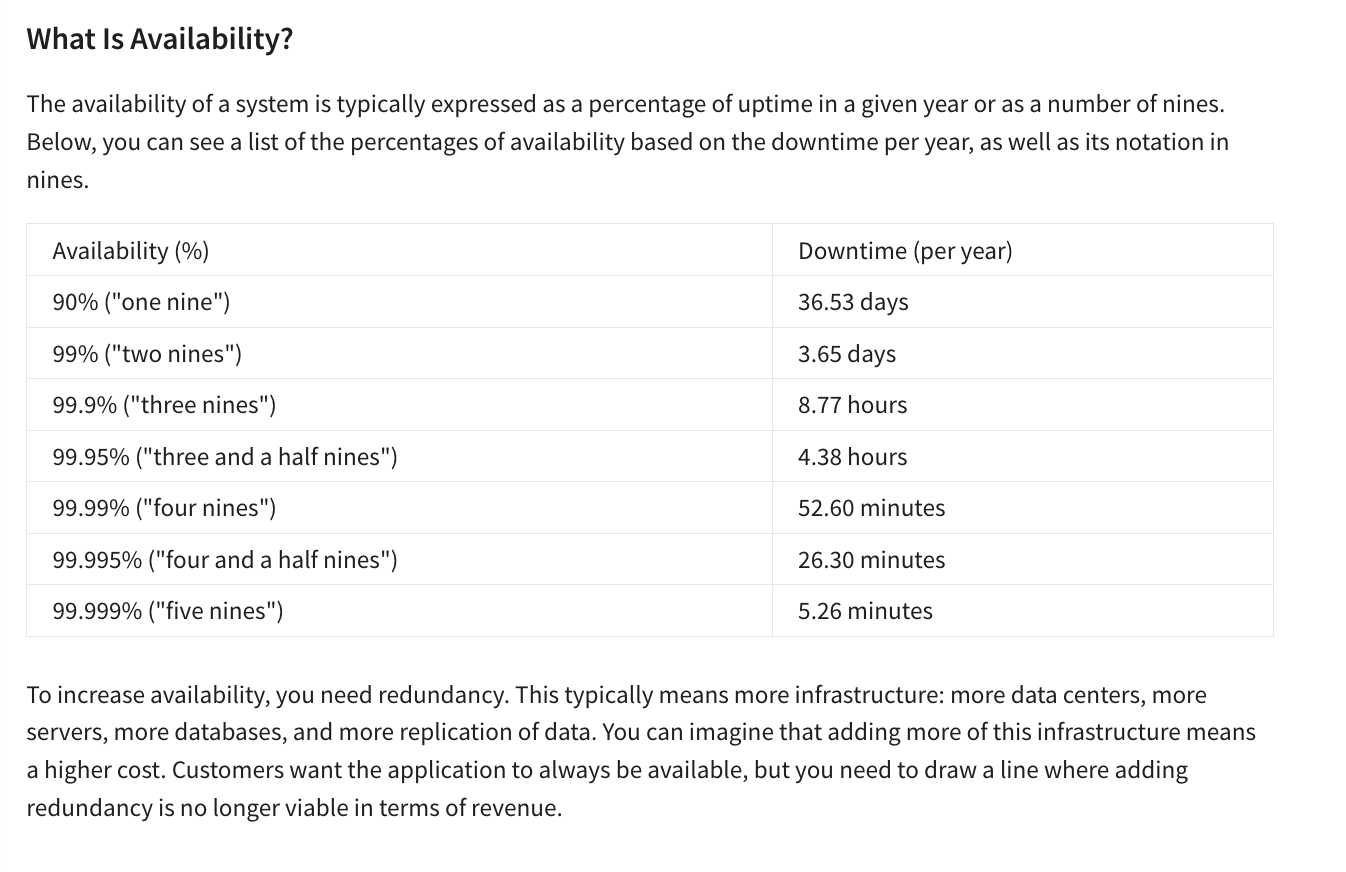 What Is Availability?
The availability of a system is typically expressed as a percentage of uptime in a given year or as a number of nines.
Below, you can see a list of the percentages of availability based on the downtime per year, as well as its notation in
nines.
Availability (%) Downtime (per year)
90% ("one nine") 36.53 days
99% ("two nines") 3.65 days
99.9% ("three nines") 8.77 hours
99.95% ("three and a half nines") 4.38 hours
99.99% ("four nines") 52.60 minutes
99.995% ("four and a half nines") 26.30 minutes
99.999% ("five nines") 5.26 minutes
To increase availability, you need redundancy. This typically means more infrastructure: more data centers, more
servers, more databases, and more replication of data. You can imagine that adding more of this infrastructure means
a higher cost. Customers want the application to always be available, but you need to draw a line where adding
redundancy is no longer viable in terms of revenue.